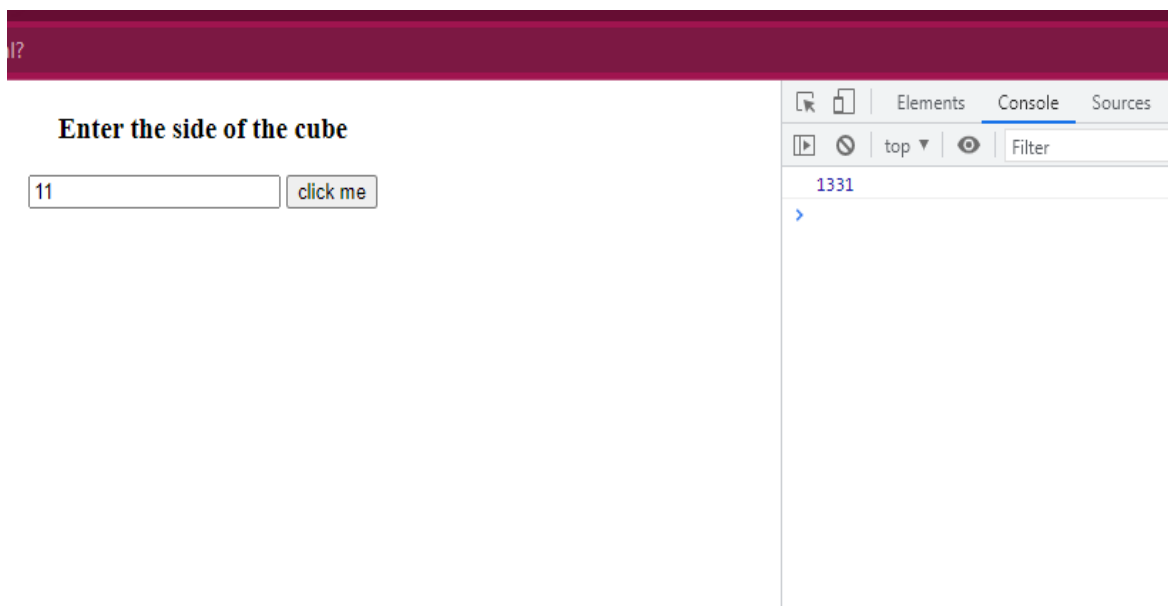 l?
Elements Console Sources
top ▼ Filter
Enter the side of the cube
11 click me
1331